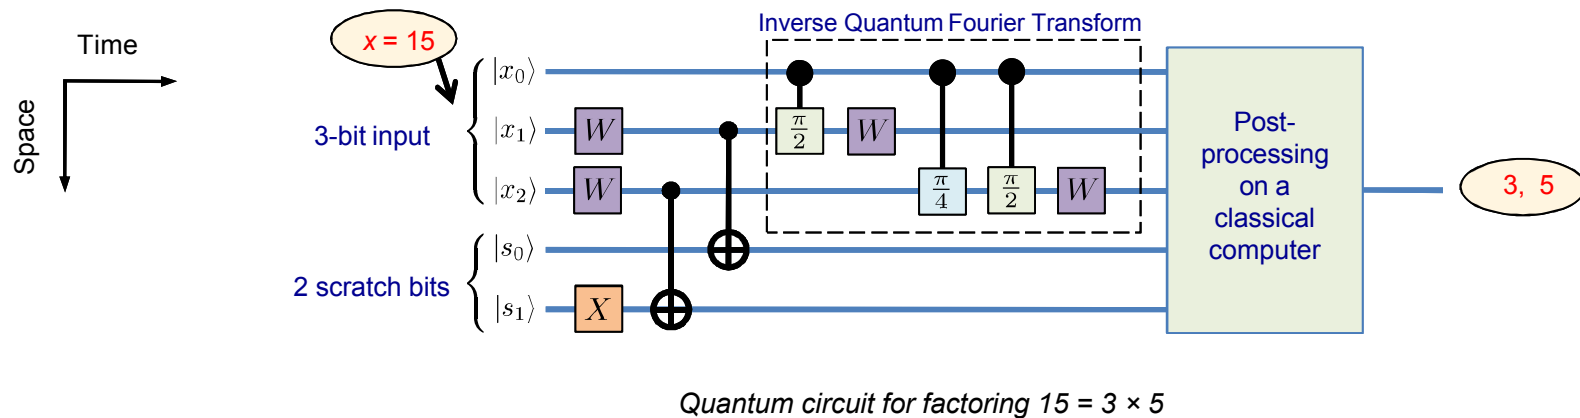 Inverse Quantum Fourier Transform
Time
x = 15
Space
3-bit input
|x₀⟩
|x₁⟩
W
π/2
W
|x₂⟩
W
π/4
π/2
W
2 scratch bits
|s₀⟩
|s₁⟩
X
Post-
processing
on a
classical
computer
3, 5
Quantum circuit for factoring 15 = 3 × 5